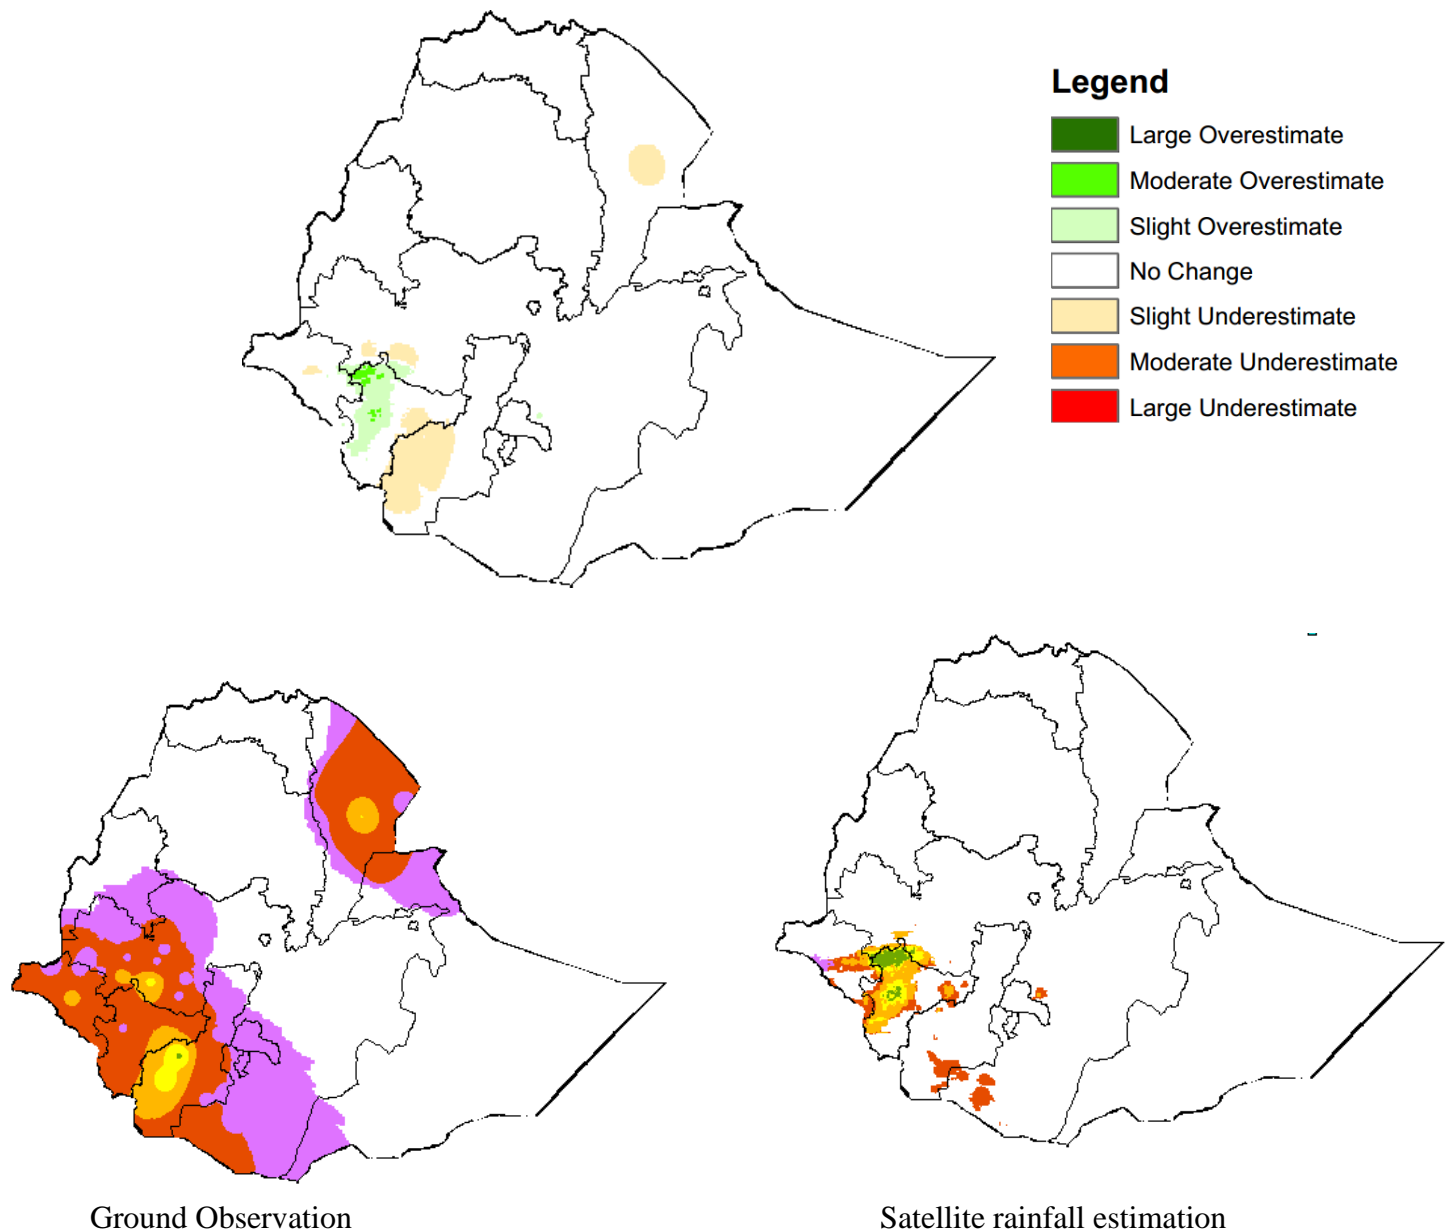 Legend
Large Overestimate
Moderate Overestimate
Slight Overestimate
No Change
Slight Underestimate
Moderate Underestimate
Large Underestimate
Ground Observation
Satellite rainfall estimation